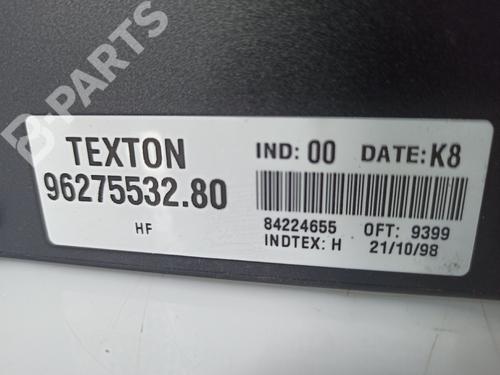 B-PARTS
TEXTON
96275532.80
HF
IND: 00 DATE: K8
84224655 OFT: 9399
INDTEX: H 21/10/98